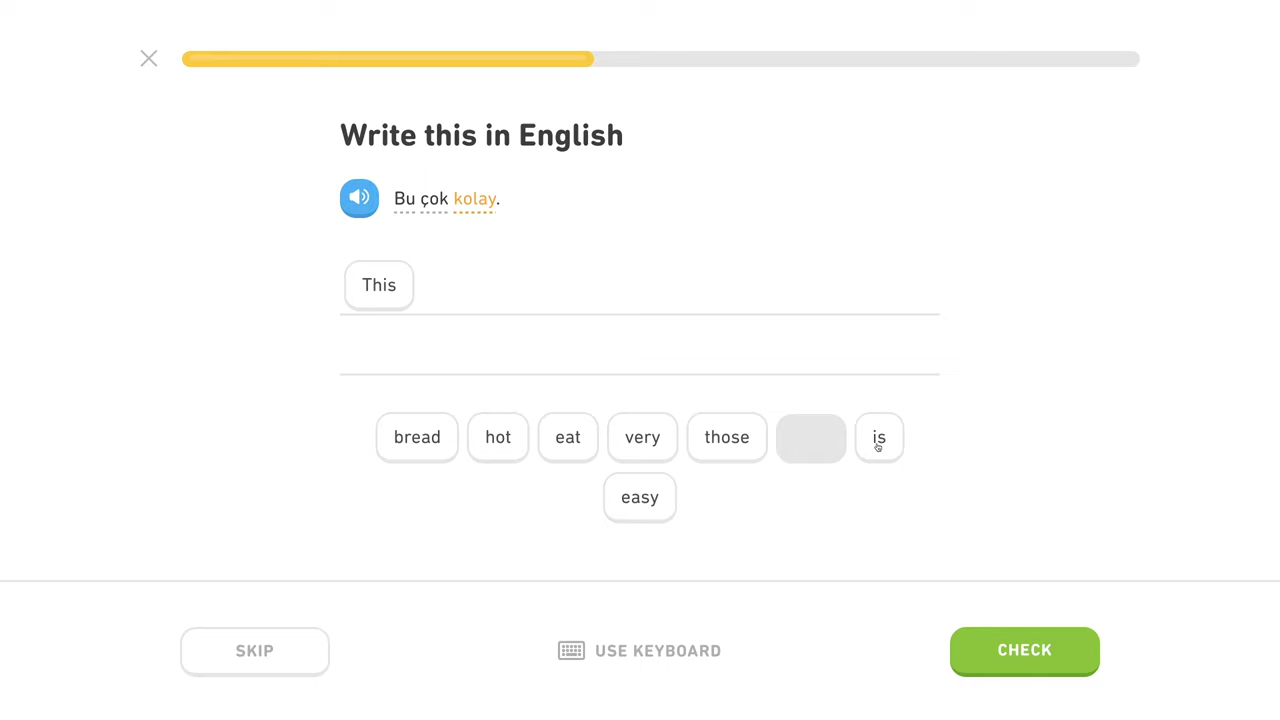 Write this in English
Bu çok kolay.
This
bread hot eat very those is
easy
SKIP USE KEYBOARD CHECK